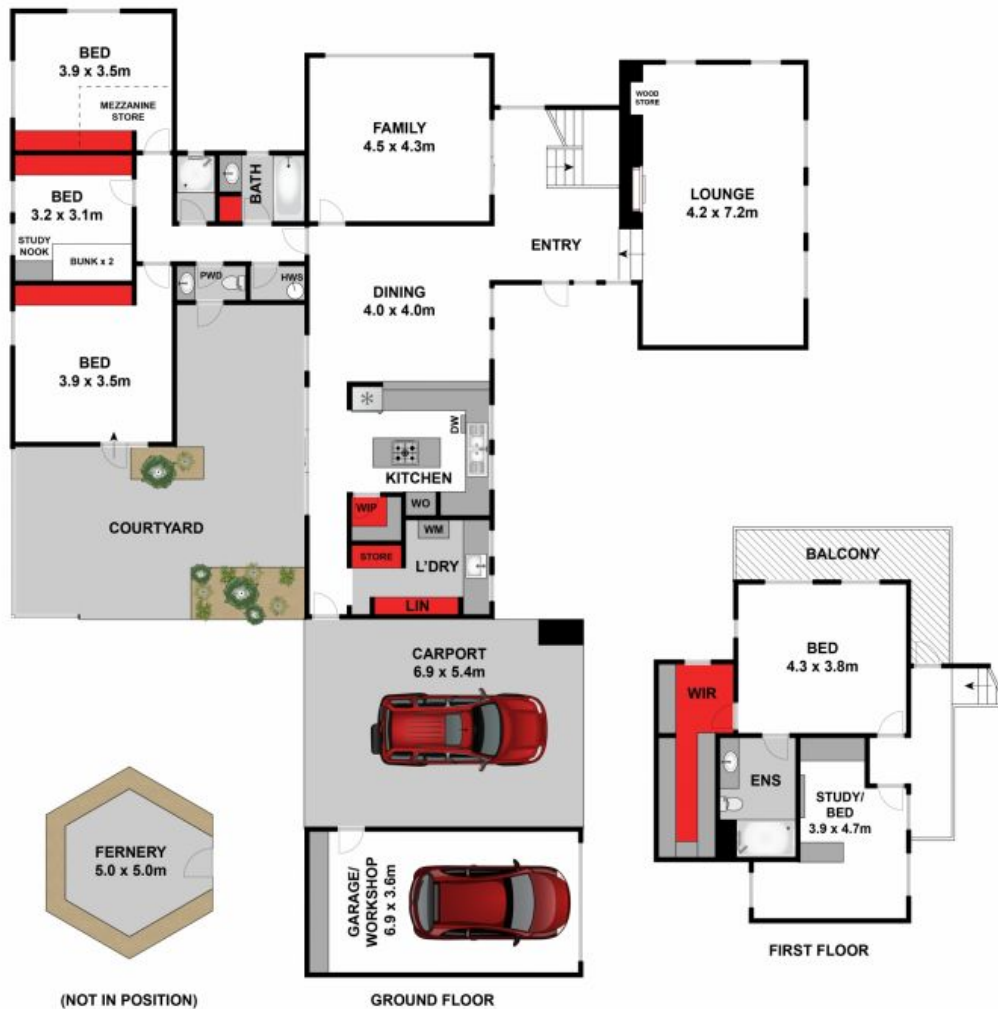 BED
3.9 x 3.5m
MEZZANINE
STORE
BED
3.2 x 3.1m
STUDY
NOOK
BUNK x 2
BED
3.9 x 3.5m
BATH
PWD
HWS
FAMILY
4.5 x 4.3m
ENTRY
WOOD
STORE
LOUNGE
4.2 x 7.2m
DINING
4.0 x 4.0m
DW
KITCHEN
WIP
WO
WM
STORE
L'DRY
LIN
COURTYARD
CARPORT
6.9 x 5.4m
GARAGE/
WORKSHOP
6.9 x 3.6m
FERNERY
5.0 x 5.0m
(NOT IN POSITION)
GROUND FLOOR
BALCONY
BED
4.3 x 3.8m
WIR
ENS
STUDY/
BED
3.9 x 4.7m
FIRST FLOOR